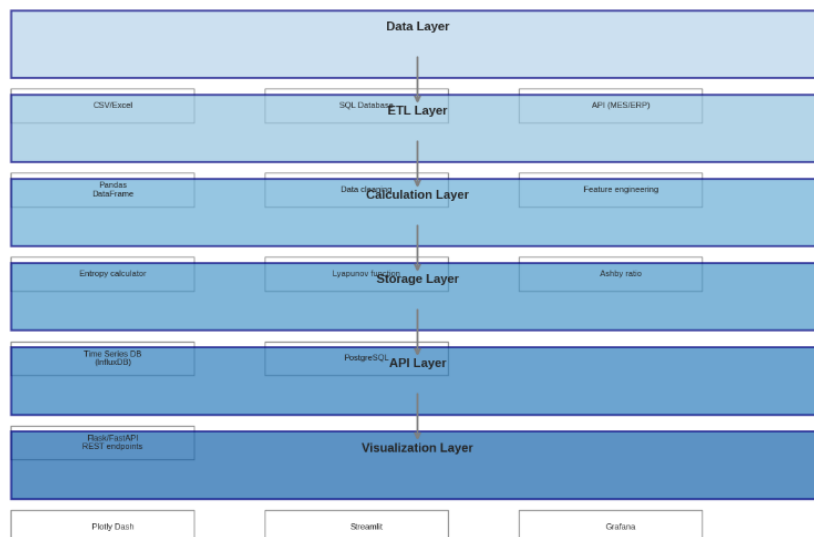 Data Layer
CSV/Excel
SQL Database
API (MES/ERP)
ETL Layer
Pandas
DataFrame
Data cleaning
Feature engineering
Calculation Layer
Entropy calculator
Lyapunov function
Ashby ratio
Storage Layer
Time Series DB
(InfluxDB)
PostgreSQL
API Layer
Flask/FastAPI
REST endpoints
Visualization Layer
Plotly Dash
Streamlit
Grafana